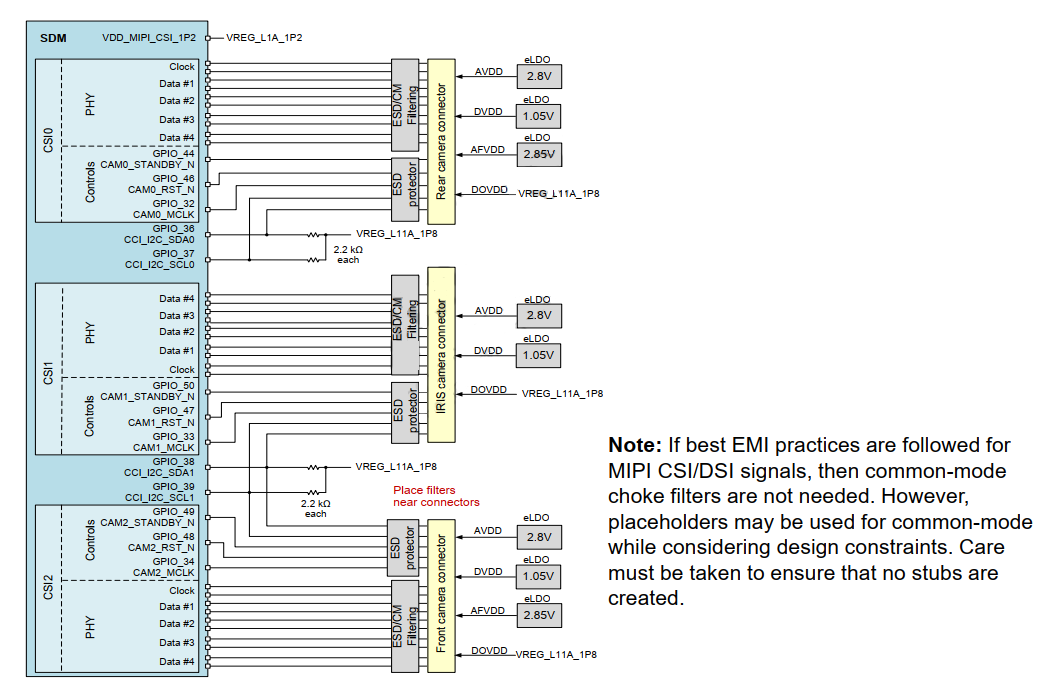 SDM
VDD_MIPI_CSI_1P2
VREG_L1A_1P2
CSI0
PHY
Clock
Data #1
Data #2
Data #3
Data #4
Controls
GPIO_44
CAM0_STANDBY_N
GPIO_46
CAM0_RST_N
GPIO_32
CAM0_MCLK
GPIO_36
CCI_I2C_SDA0
GPIO_37
CCI_I2C_SCL0
ESD/CM
Filtering
ESD
protector
Rear camera connector
AVDD
eLDO
2.8V
DVDD
eLDO
1.05V
AFVDD
eLDO
2.85V
DOVDD
VREG_L11A_1P8
VREG_L11A_1P8
2.2 kΩ
each
CSI1
PHY
Data #4
Data #3
Data #2
Data #1
Clock
Controls
GPIO_50
CAM1_STANDBY_N
GPIO_47
CAM1_RST_N
GPIO_33
CAM1_MCLK
GPIO_38
CCI_I2C_SDA1
GPIO_39
CCI_I2C_SCL1
ESD/CM
Filtering
ESD
protector
IRIS camera connector
AVDD
eLDO
2.8V
DVDD
eLDO
1.05V
DOVDD
VREG_L11A_1P8
VREG_L11A_1P8
2.2 kΩ
each
Place filters
near connectors
CSI2
Controls
GPIO_49
CAM2_STANDBY_N
GPIO_48
CAM2_RST_N
GPIO_34
CAM2_MCLK
PHY
Clock
Data #1
Data #2
Data #3
Data #4
ESD
protector
ESD/CM
Filtering
Front camera connector
AVDD
eLDO
2.8V
DVDD
eLDO
1.05V
AFVDD
eLDO
2.85V
DOVDD
VREG_L11A_1P8
Note: If best EMI practices are followed for
MIPI CSI/DSI signals, then common-mode
choke filters are not needed. However,
placeholders may be used for common-mode
while considering design constraints. Care
must be taken to ensure that no stubs are
created.